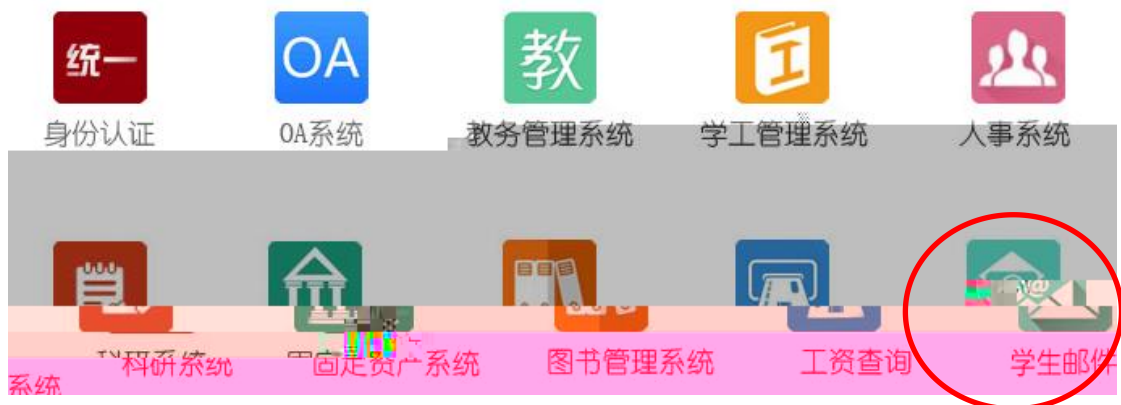 统一 OA 教 工
身份认证 OA系统 教务管理系统 学工管理系统 人事系统
科研系统 固定资产系统 图书管理系统 工资查询 学生邮件
系统